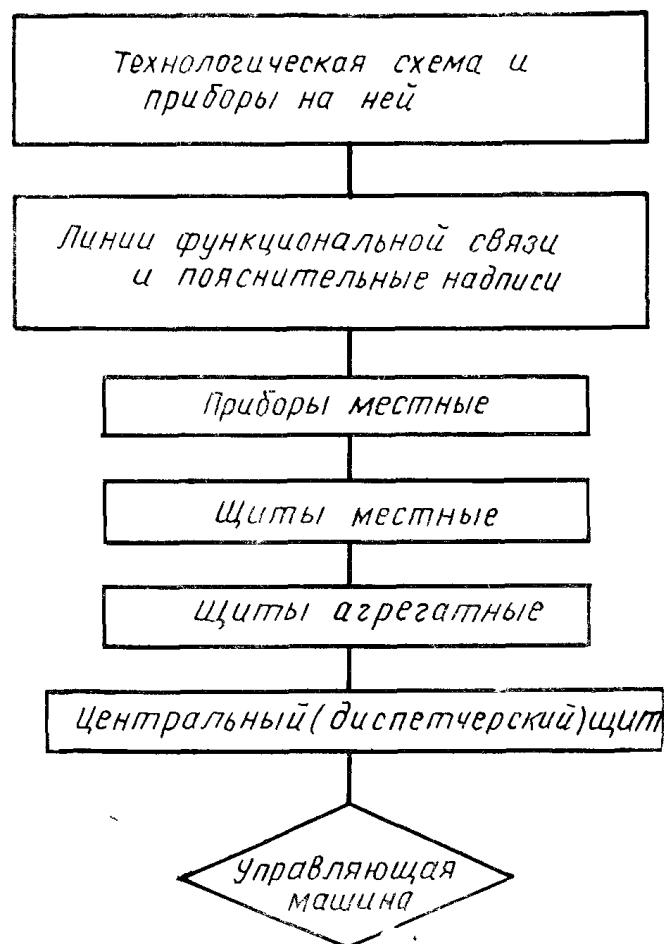 Технологическая схема и
приборы на ней
Линии функциональной связи
и пояснительные надписи
Приборы местные
Щиты местные
Щиты агрегатные
Центральный (диспетчерский) щит
Управляющая
машина